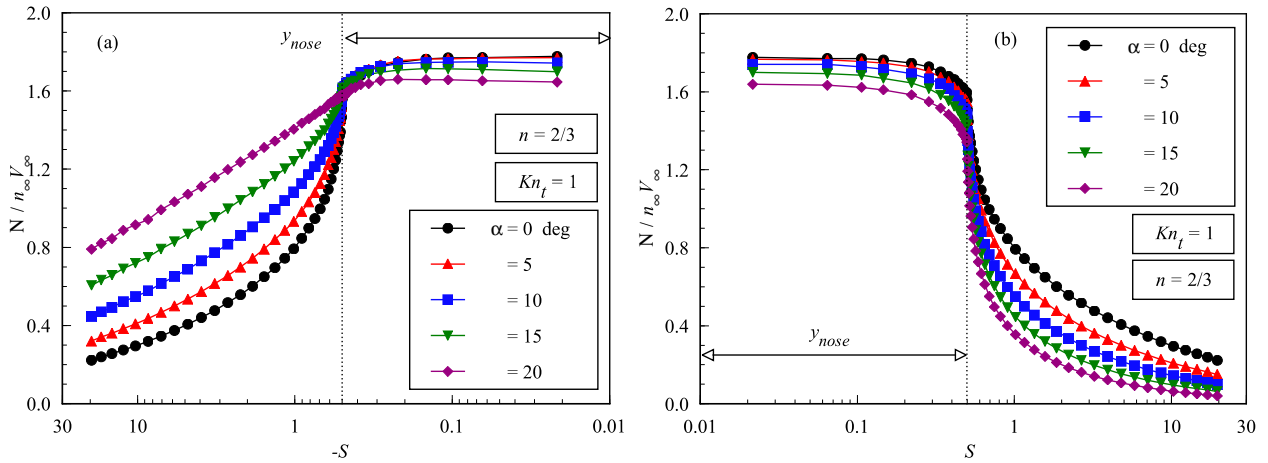 2.0
1.6
1.2
0.8
0.4
0.0
N / n∞V∞
(a)
y_nose
n = 2/3
Kn_t = 1
α = 0 deg
= 5
= 10
= 15
= 20
30
10
1
0.1
0.01
-S
2.0
1.6
1.2
0.8
0.4
0.0
N / n∞V∞
(b)
α = 0 deg
= 5
= 10
= 15
= 20
Kn_t = 1
n = 2/3
y_nose
0.01
0.1
1
10
30
S